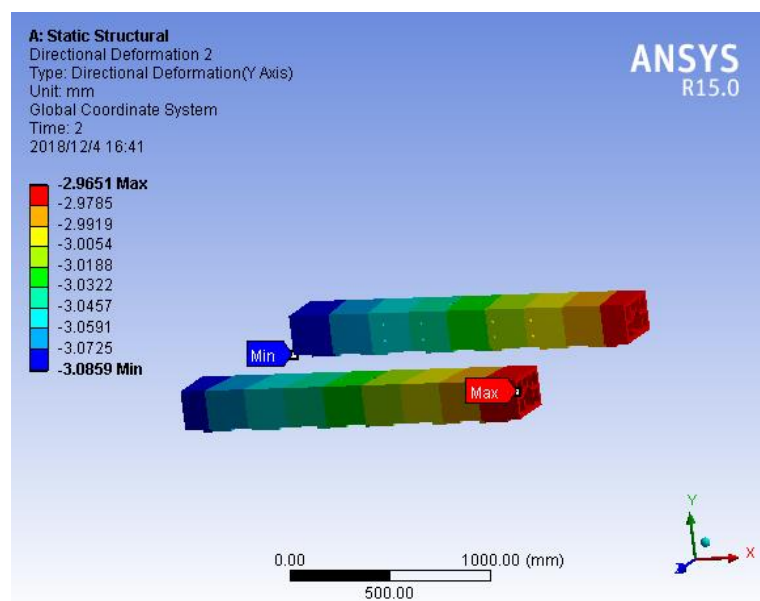 A: Static Structural
Directional Deformation 2
Type: Directional Deformation(Y Axis)
Unit: mm
Global Coordinate System
Time: 2
2018/12/4 16:41
ANSYS
R15.0
-2.9651 Max
-2.9785
-2.9919
-3.0054
-3.0188
-3.0322
-3.0457
-3.0591
-3.0725
-3.0859 Min
Min
Max
Y
X
0.00
1000.00 (mm)
500.00